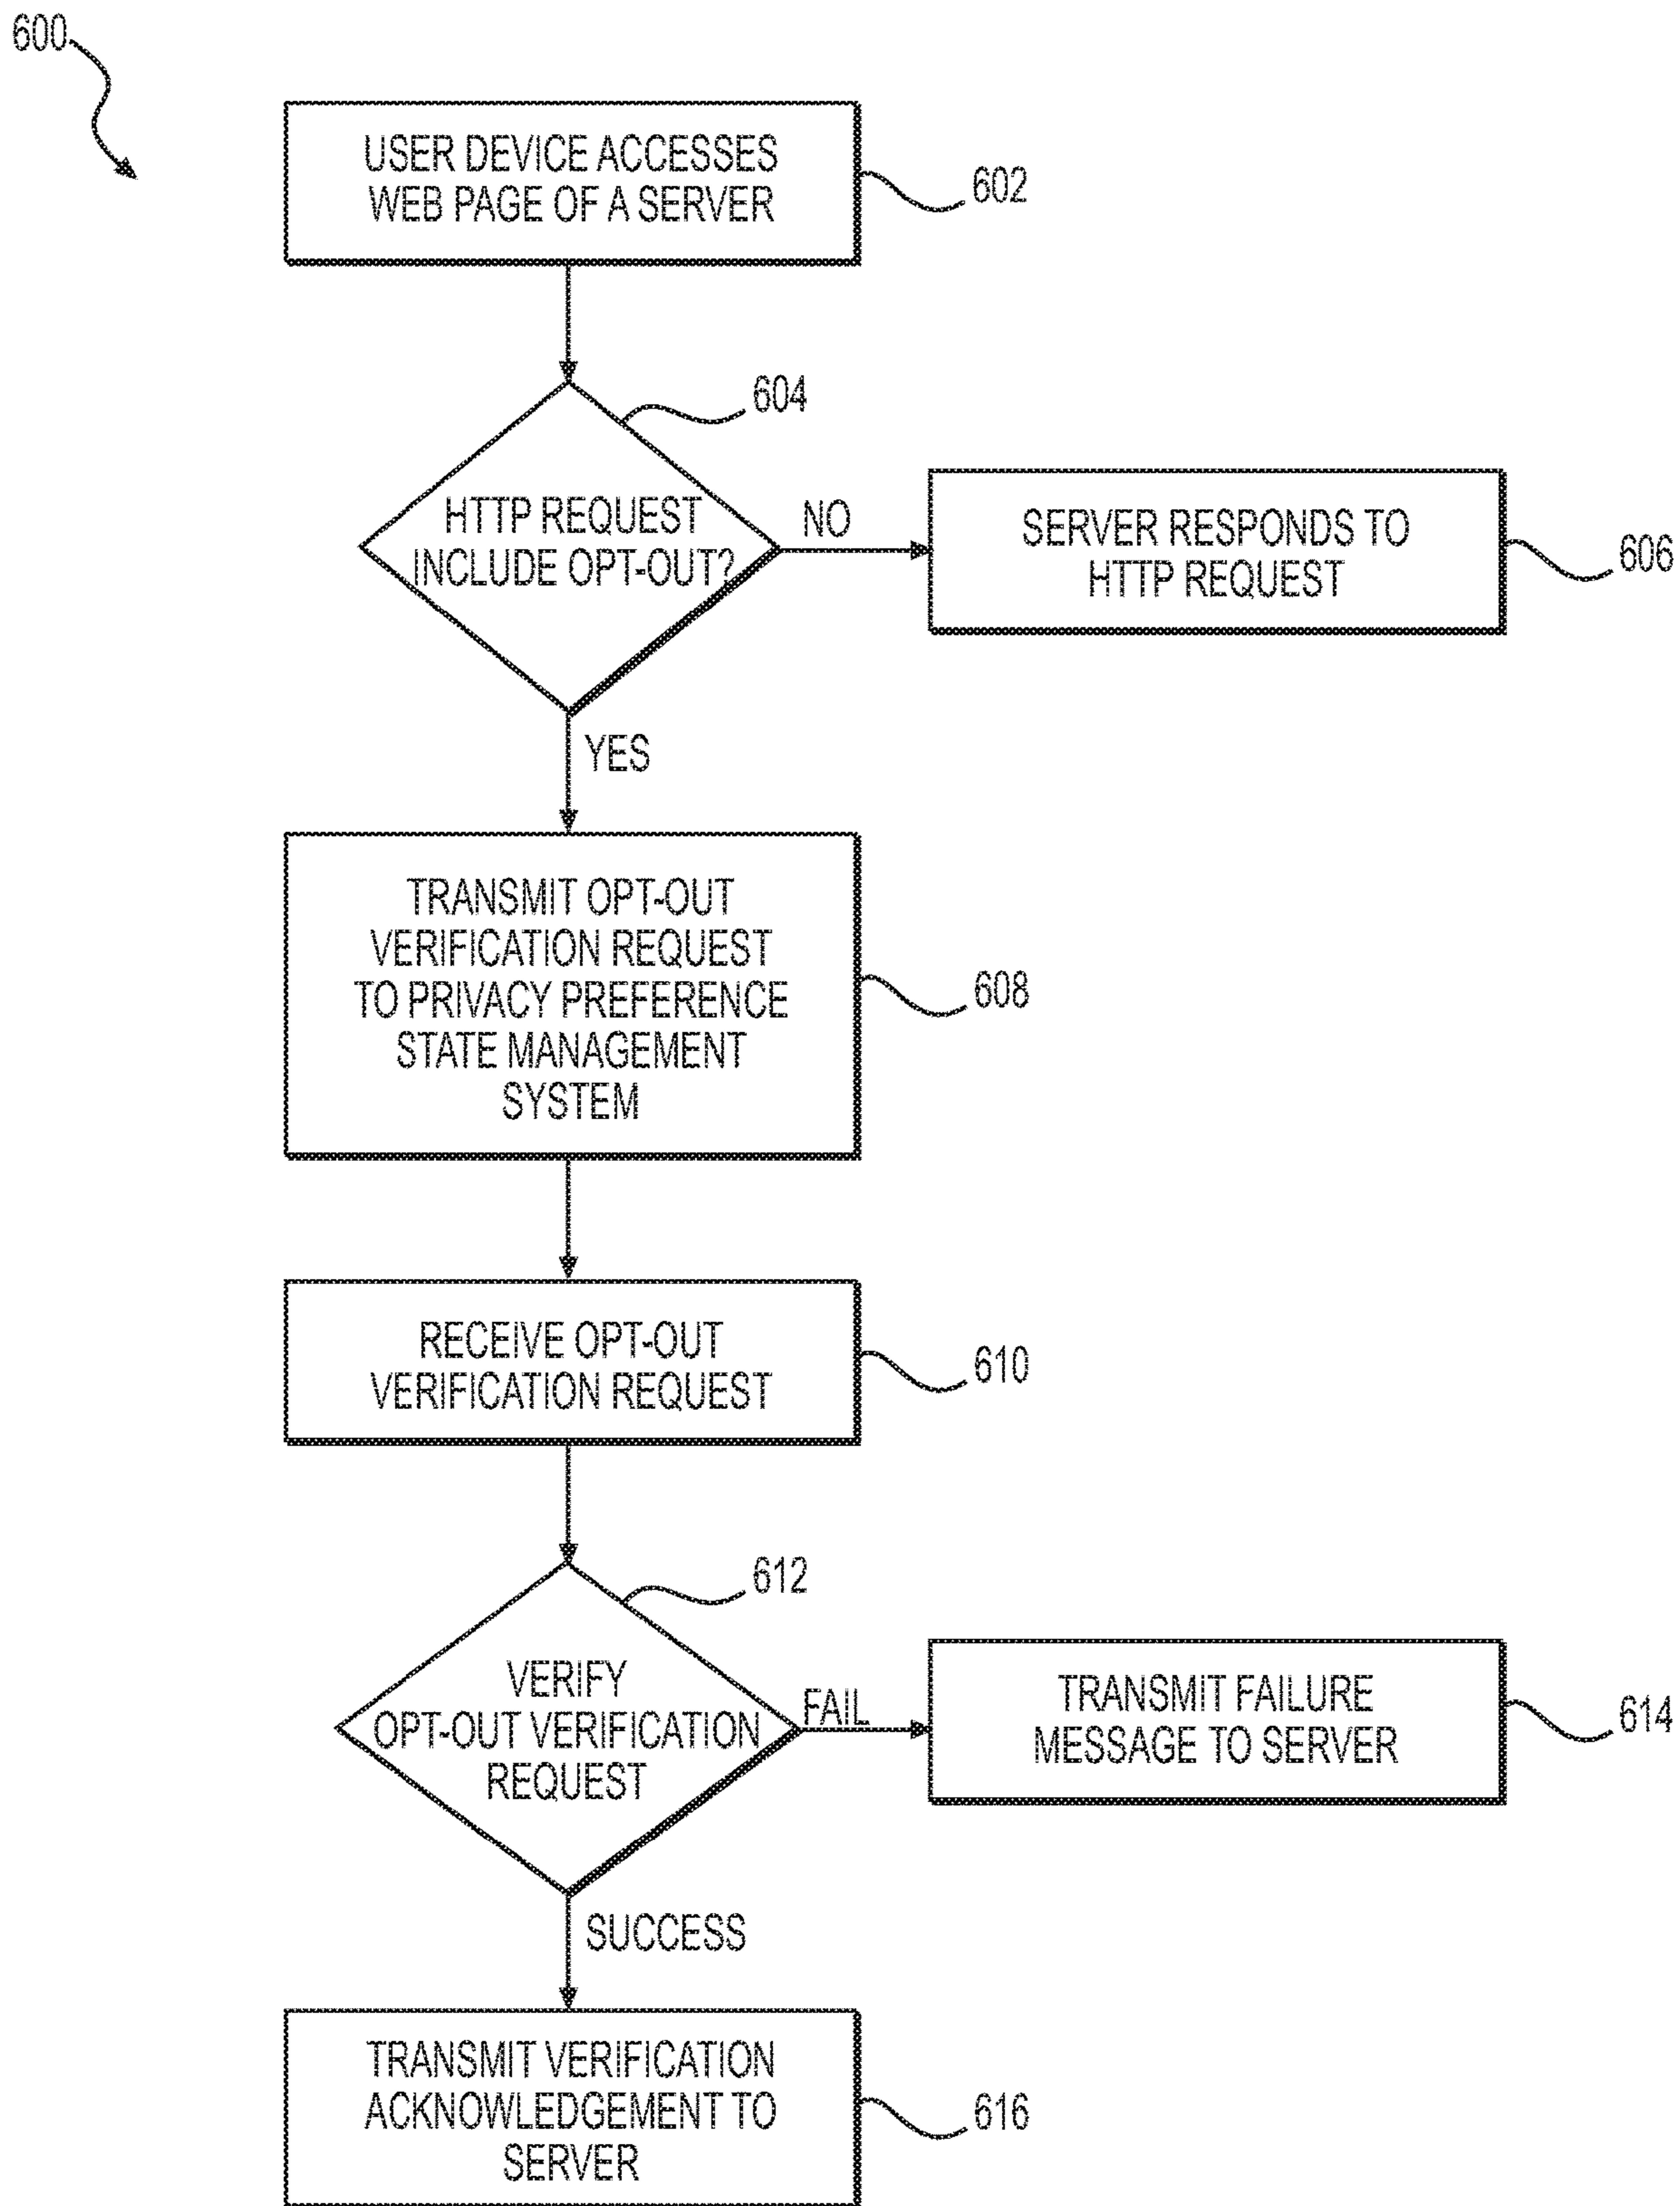 600
USER DEVICE ACCESSES
WEB PAGE OF A SERVER
602
604
HTTP REQUEST
INCLUDE OPT-OUT?
NO
SERVER RESPONDS TO
HTTP REQUEST
606
YES
TRANSMIT OPT-OUT
VERIFICATION REQUEST
TO PRIVACY PREFERENCE
STATE MANAGEMENT
SYSTEM
608
RECEIVE OPT-OUT
VERIFICATION REQUEST
610
612
VERIFY
OPT-OUT VERIFICATION
REQUEST
FAIL
TRANSMIT FAILURE
MESSAGE TO SERVER
614
SUCCESS
TRANSMIT VERIFICATION
ACKNOWLEDGEMENT TO
SERVER
616